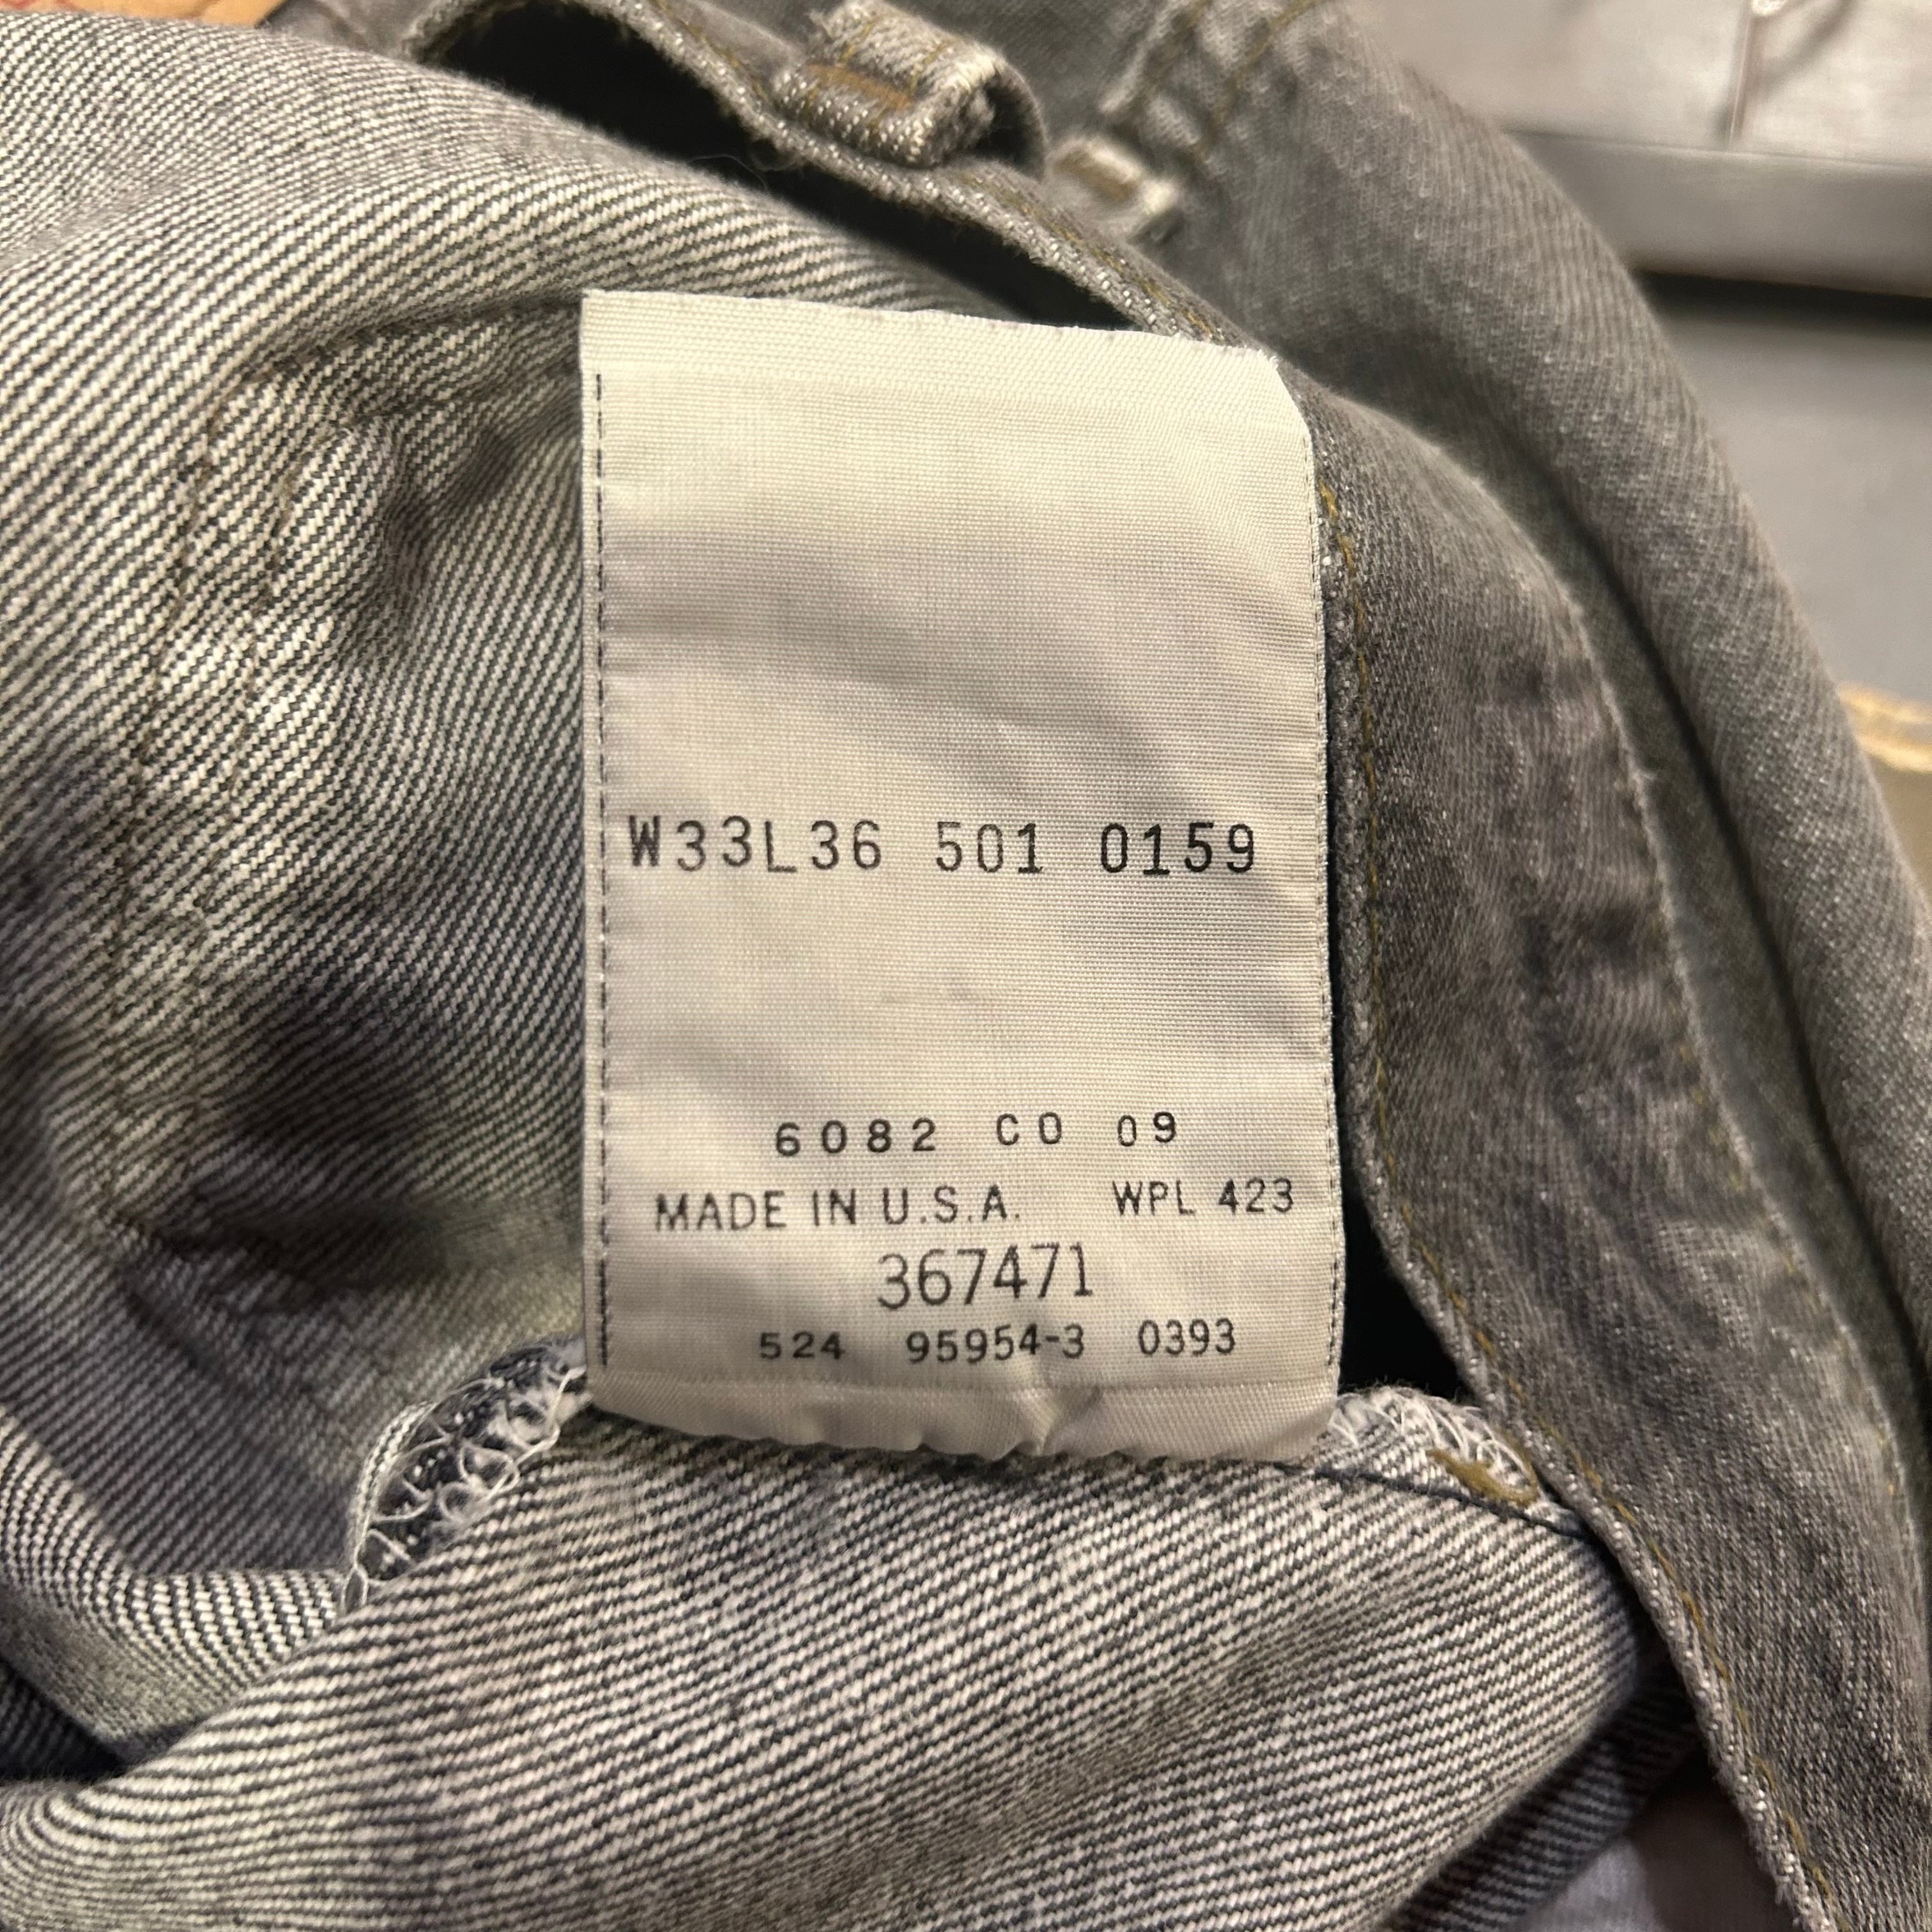 W33L36 501 0159
6082 CO 09
MADE IN U.S.A. WPL 423
367471
524 95954-3 0393